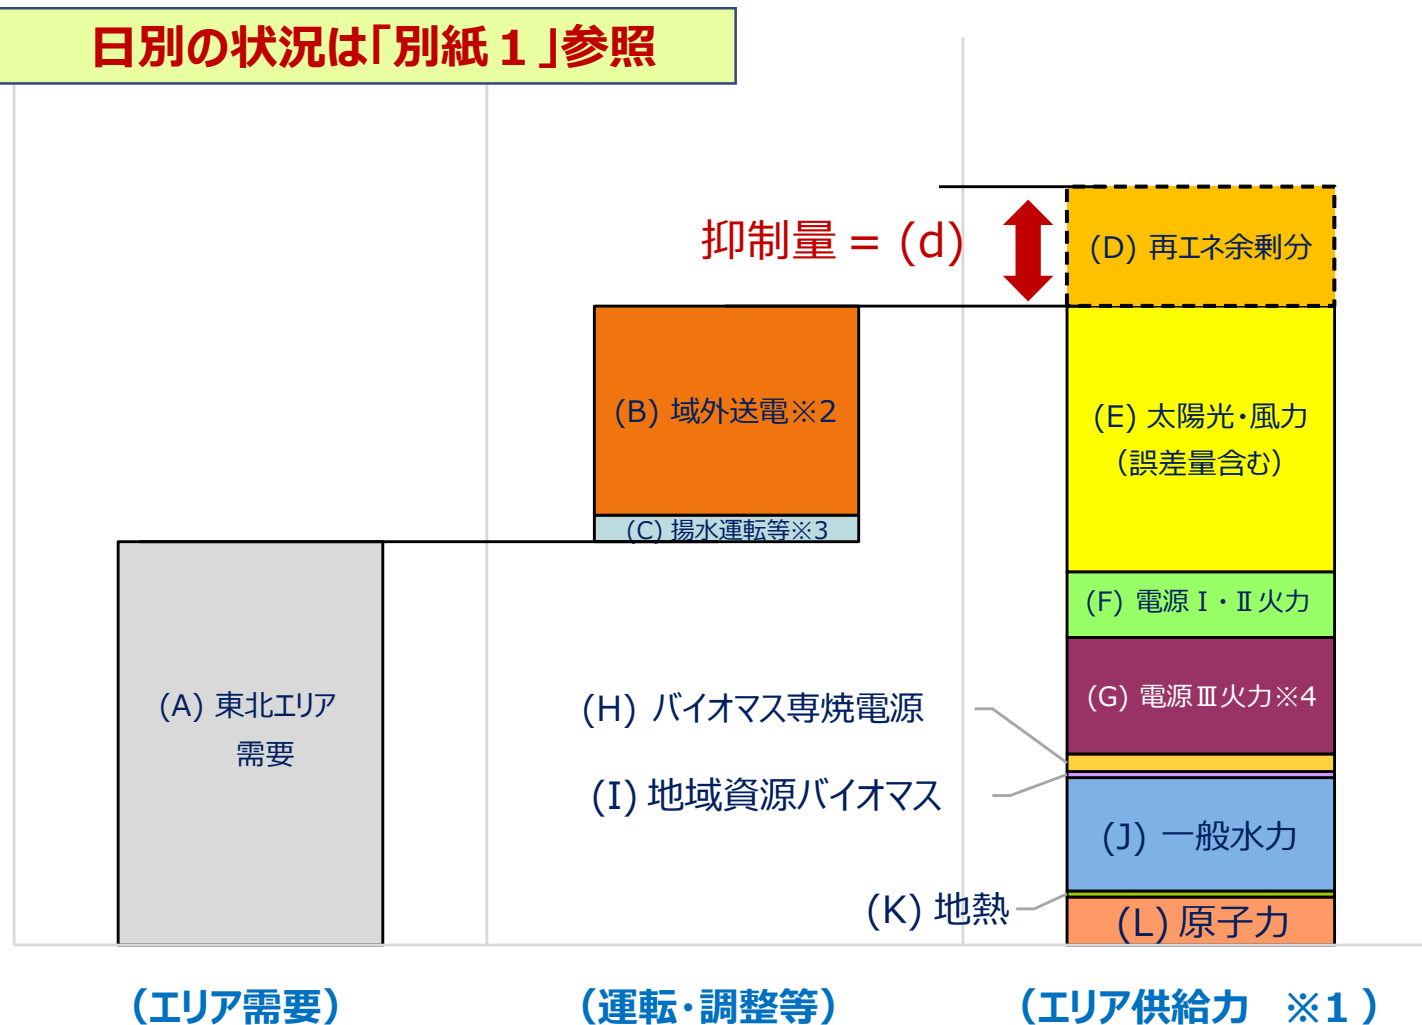 日別の状況は「別紙１」参照
抑制量 = (d)
(D) 再エネ余剰分
(B) 域外送電※2
(E) 太陽光・風力
（誤差量含む）
(C) 揚水運転等※3
(F) 電源Ⅰ・Ⅱ火力
(A) 東北エリア
需要
(H) バイオマス専焼電源
(G) 電源Ⅲ火力※4
(I) 地域資源バイオマス
(J) 一般水力
(K) 地熱
(L) 原子力
（エリア需要）
（運転・調整等）
（エリア供給力　※１）